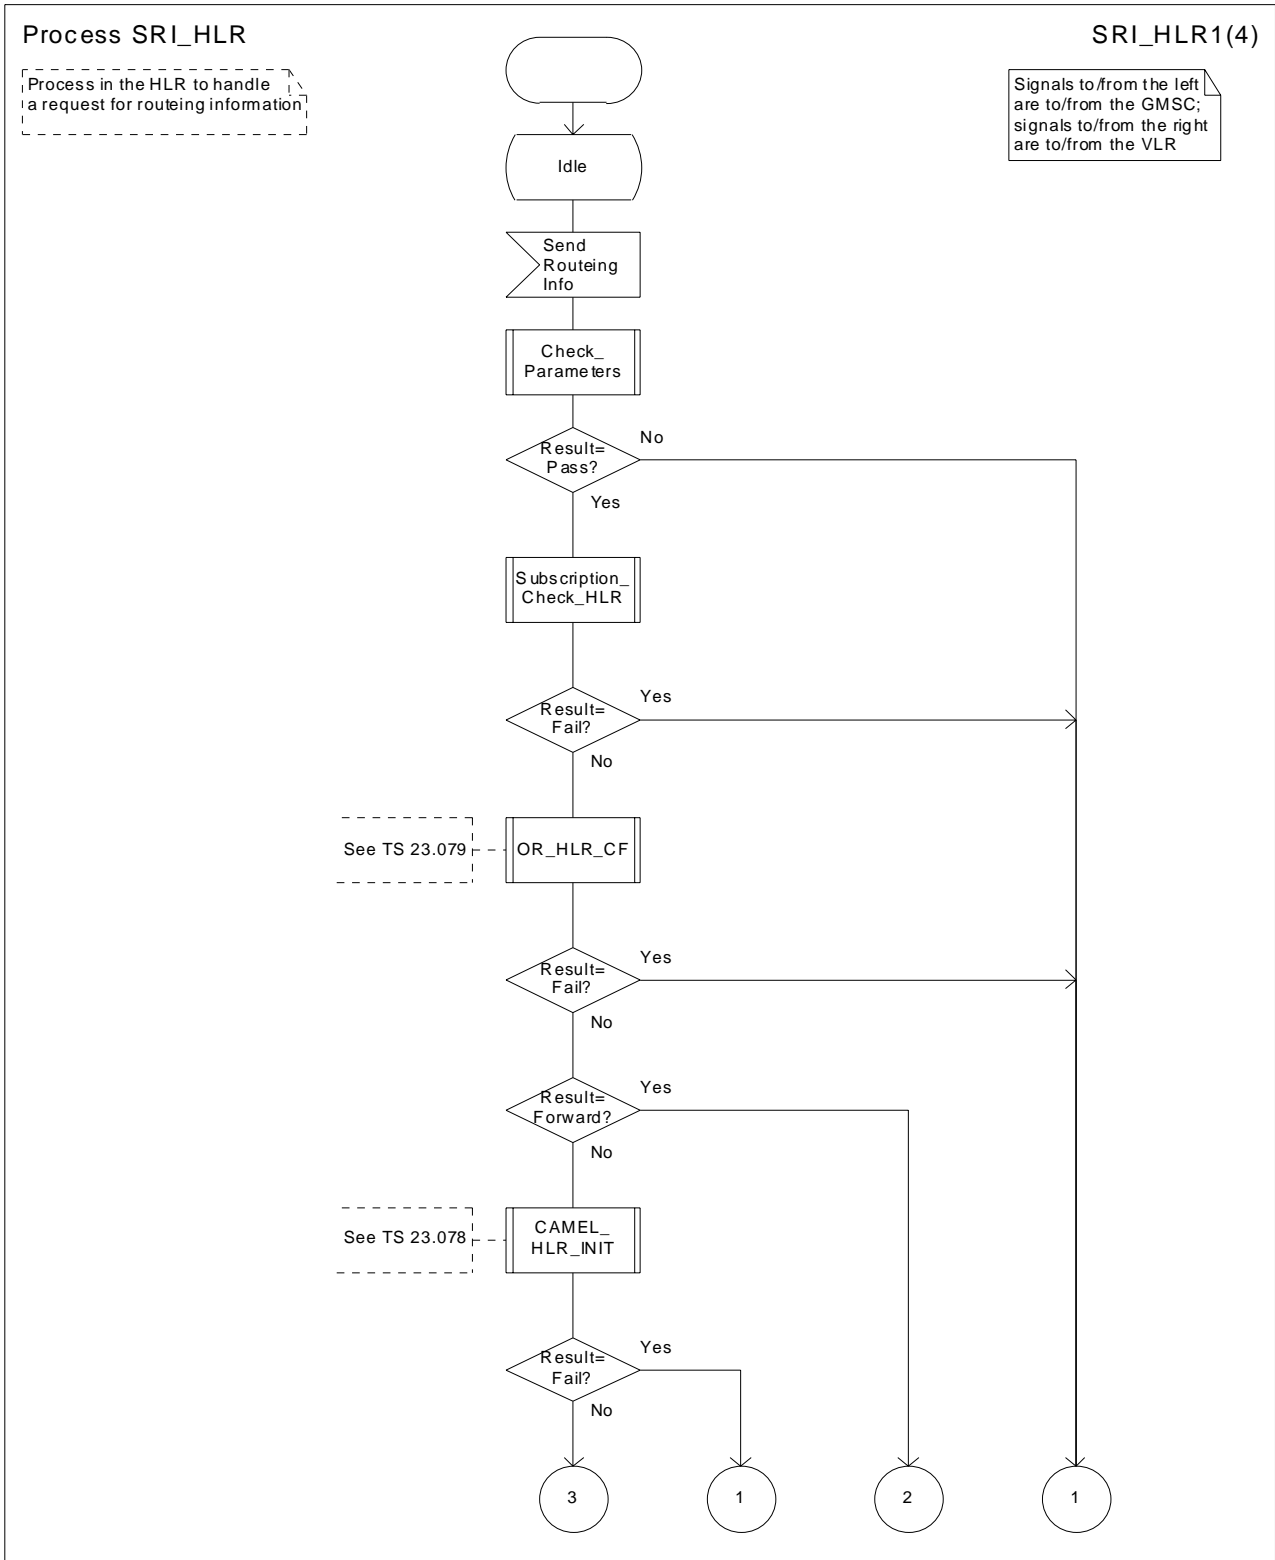 Process SRI_HLR
SRI_HLR1(4)
Process in the HLR to handle
a request for routeing information
Signals to/from the left
are to/from the GMSC;
signals to/from the right
are to/from the VLR
Idle
Send
Routeing
Info
Check_
Parameters
Result=
Pass?
No
Yes
Subscription_
Check_HLR
Result=
Fail?
Yes
No
See TS 23.079
OR_HLR_CF
Result=
Fail?
Yes
No
Result=
Forward?
Yes
No
See TS 23.078
CAMEL_
HLR_INIT
Result=
Fail?
Yes
No
3
1
2
1